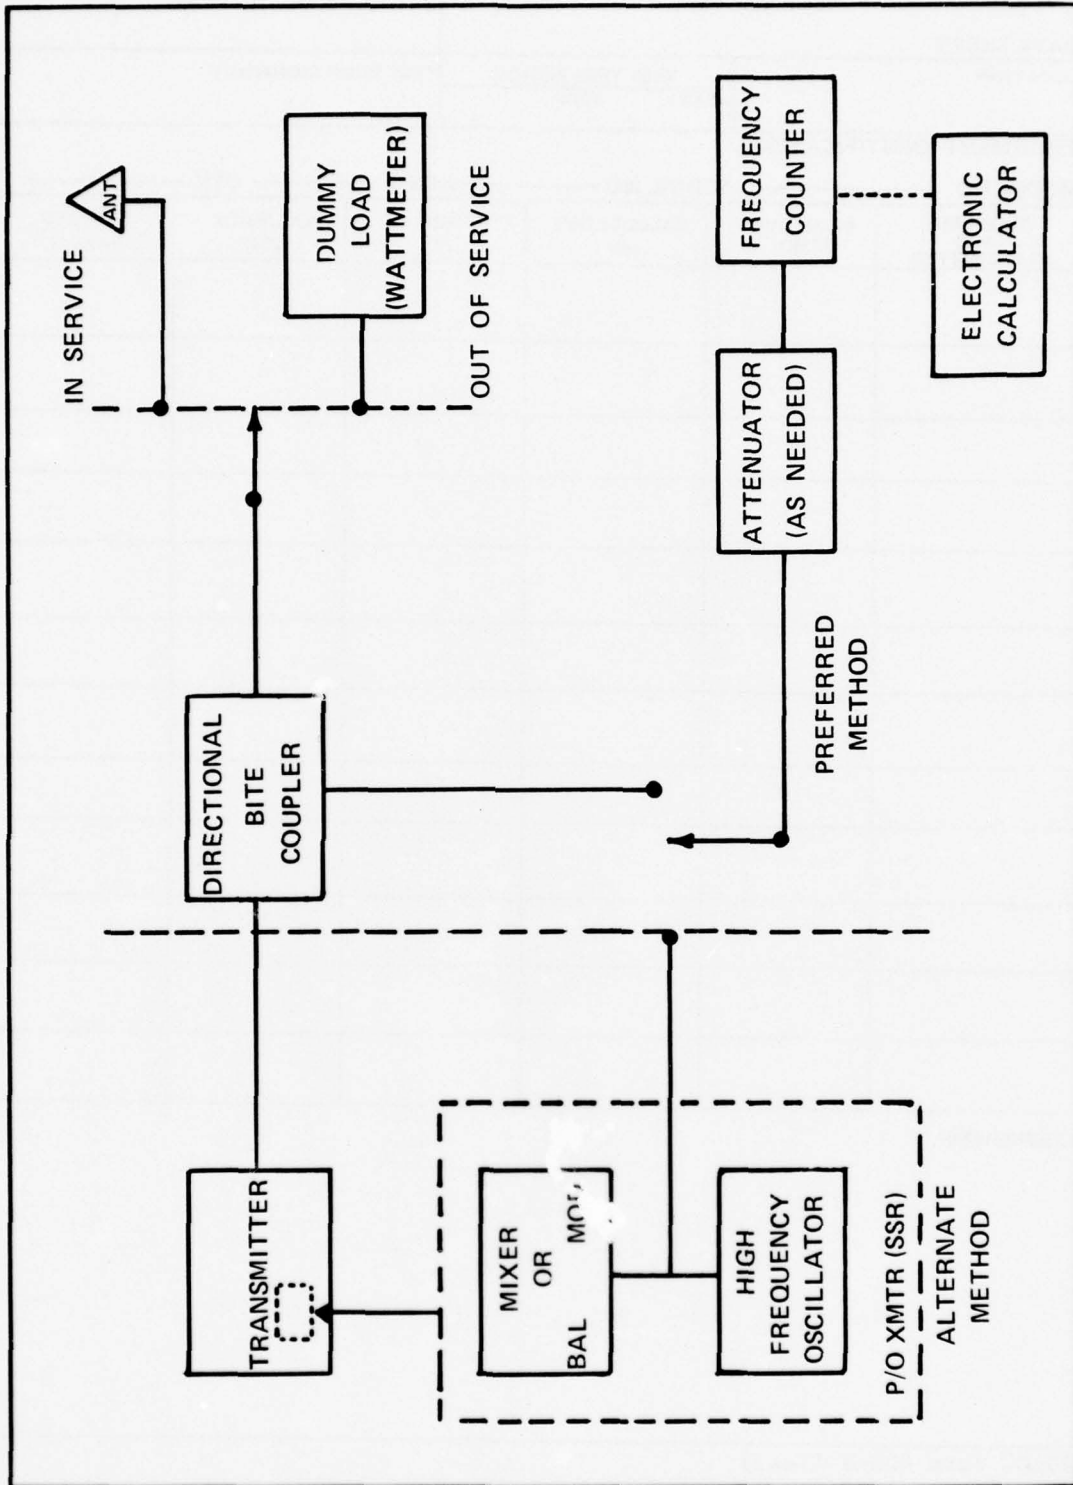 IN SERVICE
ANT
DUMMY
LOAD
(WATTMETER)
OUT OF SERVICE
DIRECTIONAL
BITE
COUPLER
TRANSMITTER
MIXER
OR
BAL
HIGH
FREQUENCY
OSCILLATOR
P/O XMTR (SSR)
ALTERNATE
METHOD
PREFERRED
METHOD
ATTENUATOR
(AS NEEDED)
FREQUENCY
COUNTER
ELECTRONIC
CALCULATOR